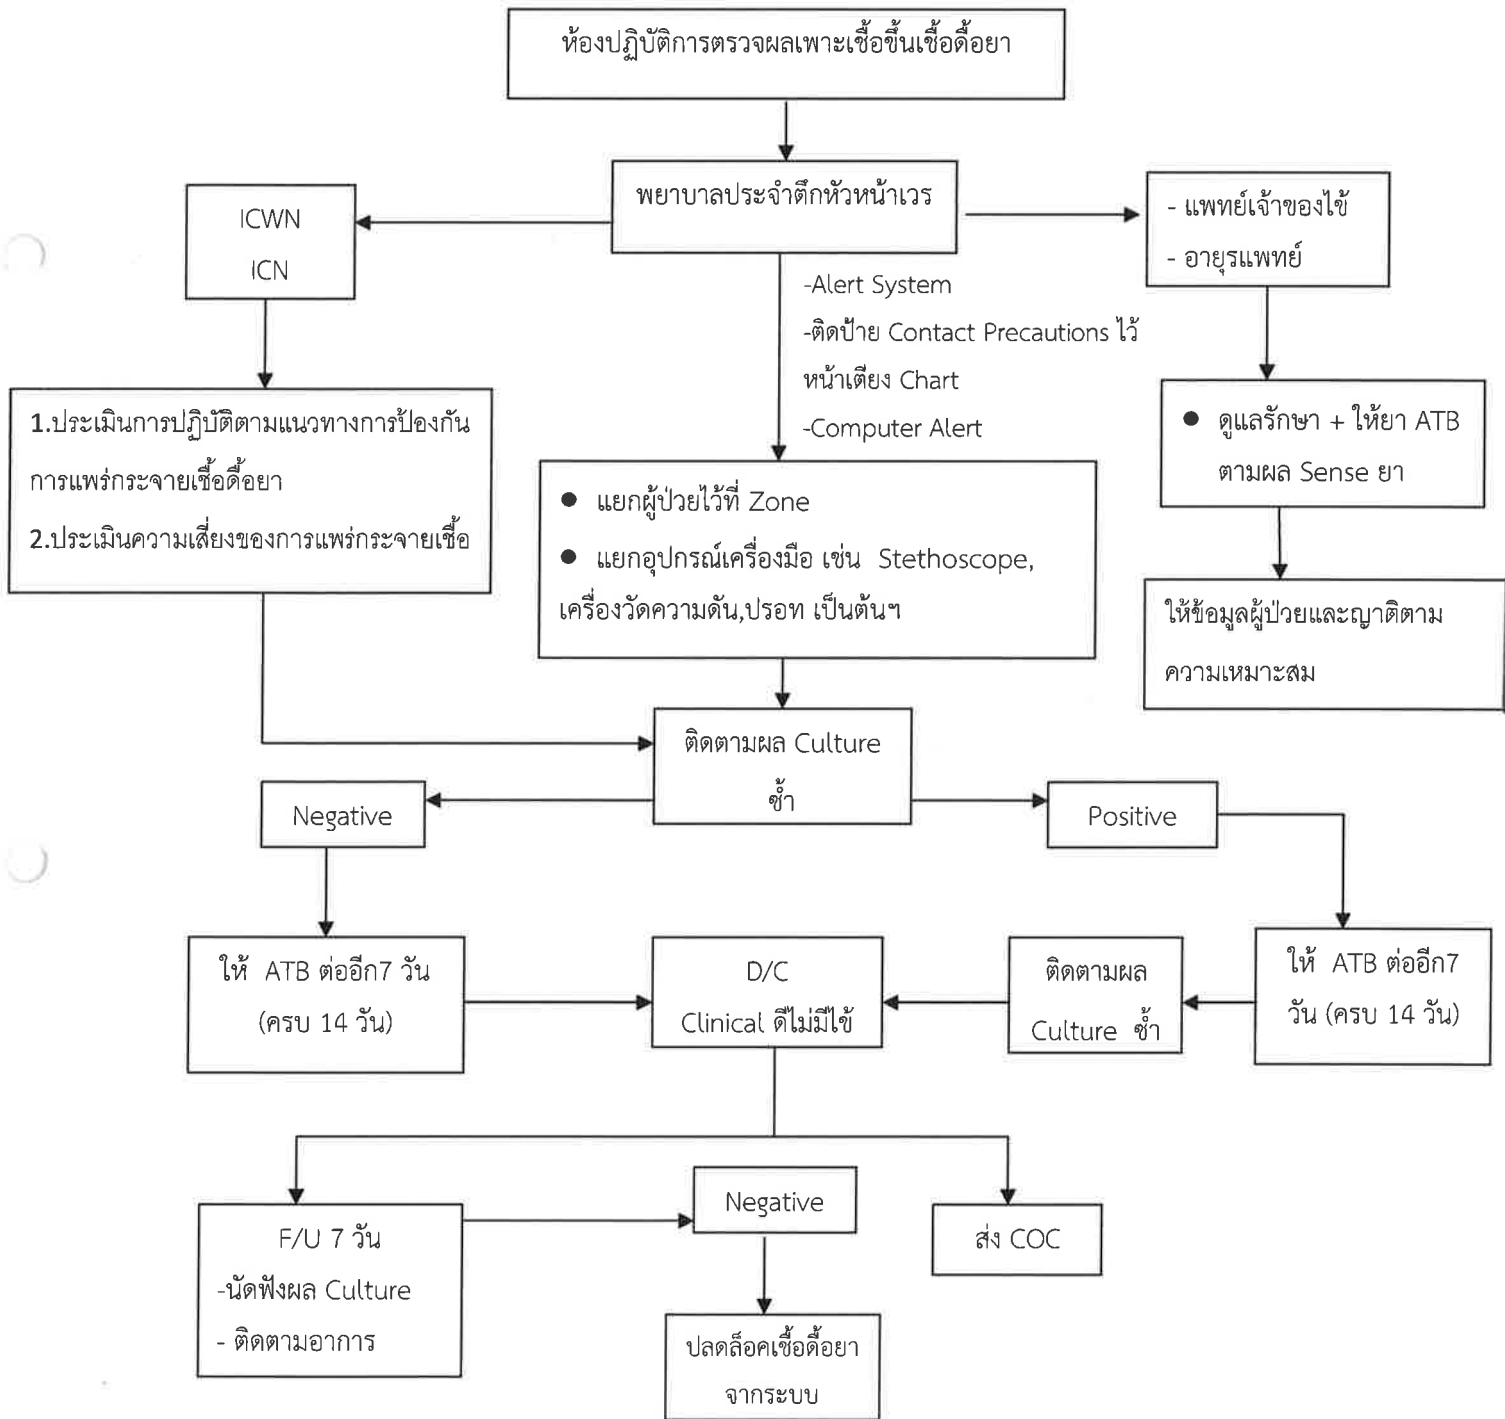 ห้องปฏิบัติการตรวจผลเพาะเชื้อขึ้นเชื้อดื้อยา
พยาบาลประจำตึกหัวหน้าเวร
ICWN
ICN
- แพทย์เจ้าของไข้
- อายุรแพทย์
-Alert System
-ติดป้าย Contact Precautions ไว้
หน้าเตียง Chart
-Computer Alert
1.ประเมินการปฏิบัติตามแนวทางการป้องกัน
การแพร่กระจายเชื้อดื้อยา
2.ประเมินความเสี่ยงของการแพร่กระจายเชื้อ
● แยกผู้ป่วยไว้ที่ Zone
● แยกอุปกรณ์เครื่องมือ เช่น Stethoscope,
เครื่องวัดความดัน,ปรอท เป็นต้นฯ
● ดูแลรักษา + ให้ยา ATB
ตามผล Sense ยา
ให้ข้อมูลผู้ป่วยและญาติตาม
ความเหมาะสม
ติดตามผล Culture
ซ้ำ
Negative
Positive
ให้ ATB ต่ออีก7 วัน
(ครบ 14 วัน)
D/C
Clinical ดีไม่มีไข้
ติดตามผล
Culture ซ้ำ
ให้ ATB ต่ออีก7
วัน (ครบ 14 วัน)
F/U 7 วัน
-นัดฟังผล Culture
- ติดตามอาการ
Negative
ส่ง COC
ปลดล็อคเชื้อดื้อยา
จากระบบ